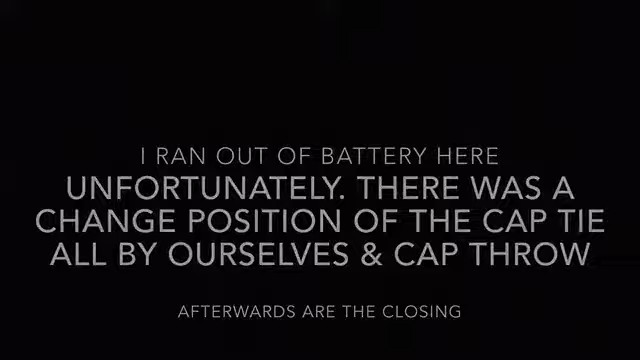 I RAN OUT OF BATTERY HERE
UNFORTUNATELY. THERE WAS A
CHANGE POSITION OF THE CAP TIE
ALL BY OURSELVES & CAP THROW
AFTERWARDS ARE THE CLOSING